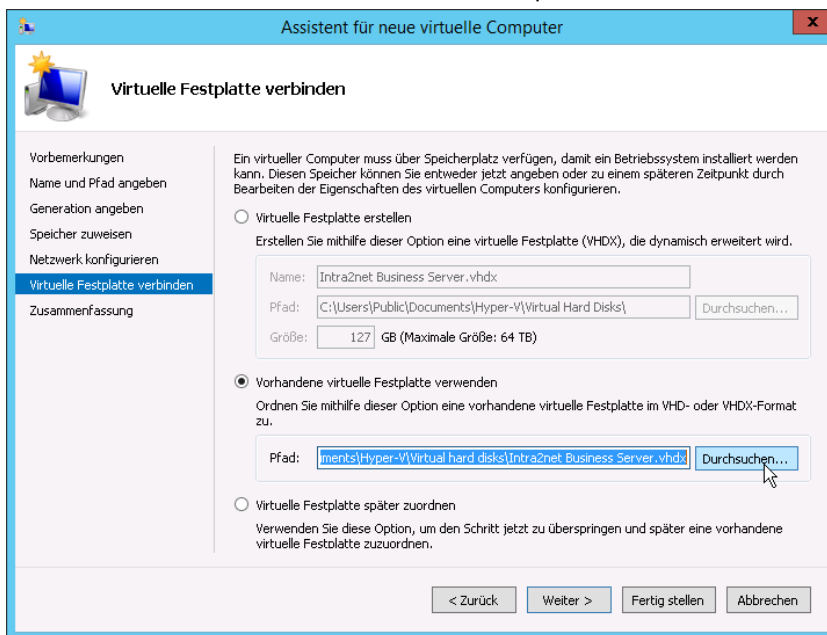 Assistent für neue virtuelle Computer
x
Virtuelle Festplatte verbinden
Vorbemerkungen
Name und Pfad angeben
Generation angeben
Speicher zuweisen
Netzwerk konfigurieren
Virtuelle Festplatte verbinden
Zusammenfassung
Ein virtueller Computer muss über Speicherplatz verfügen, damit ein Betriebssystem installiert werden
kann. Diesen Speicher können Sie entweder jetzt angeben oder zu einem späteren Zeitpunkt durch
Bearbeiten der Eigenschaften des virtuellen Computers konfigurieren.
Virtuelle Festplatte erstellen
Erstellen Sie mithilfe dieser Option eine virtuelle Festplatte (VHDX), die dynamisch erweitert wird.
Name: Intra2net Business Server.vhdx
Pfad: C:\Users\Public\Documents\Hyper-V\Virtual Hard Disks\ Durchsuchen...
Größe: 127 GB (Maximale Größe: 64 TB)
Vorhandene virtuelle Festplatte verwenden
Ordnen Sie mithilfe dieser Option eine vorhandene virtuelle Festplatte im VHD- oder VHDX-Format
zu.
Pfad: ments\Hyper-V\Virtual hard disks\Intra2net Business Server.vhdx Durchsuchen...
Virtuelle Festplatte später zuordnen
Verwenden Sie diese Option, um den Schritt jetzt zu überspringen und später eine vorhandene
virtuelle Festplatte zuzuordnen.
< Zurück Weiter > Fertig stellen Abbrechen